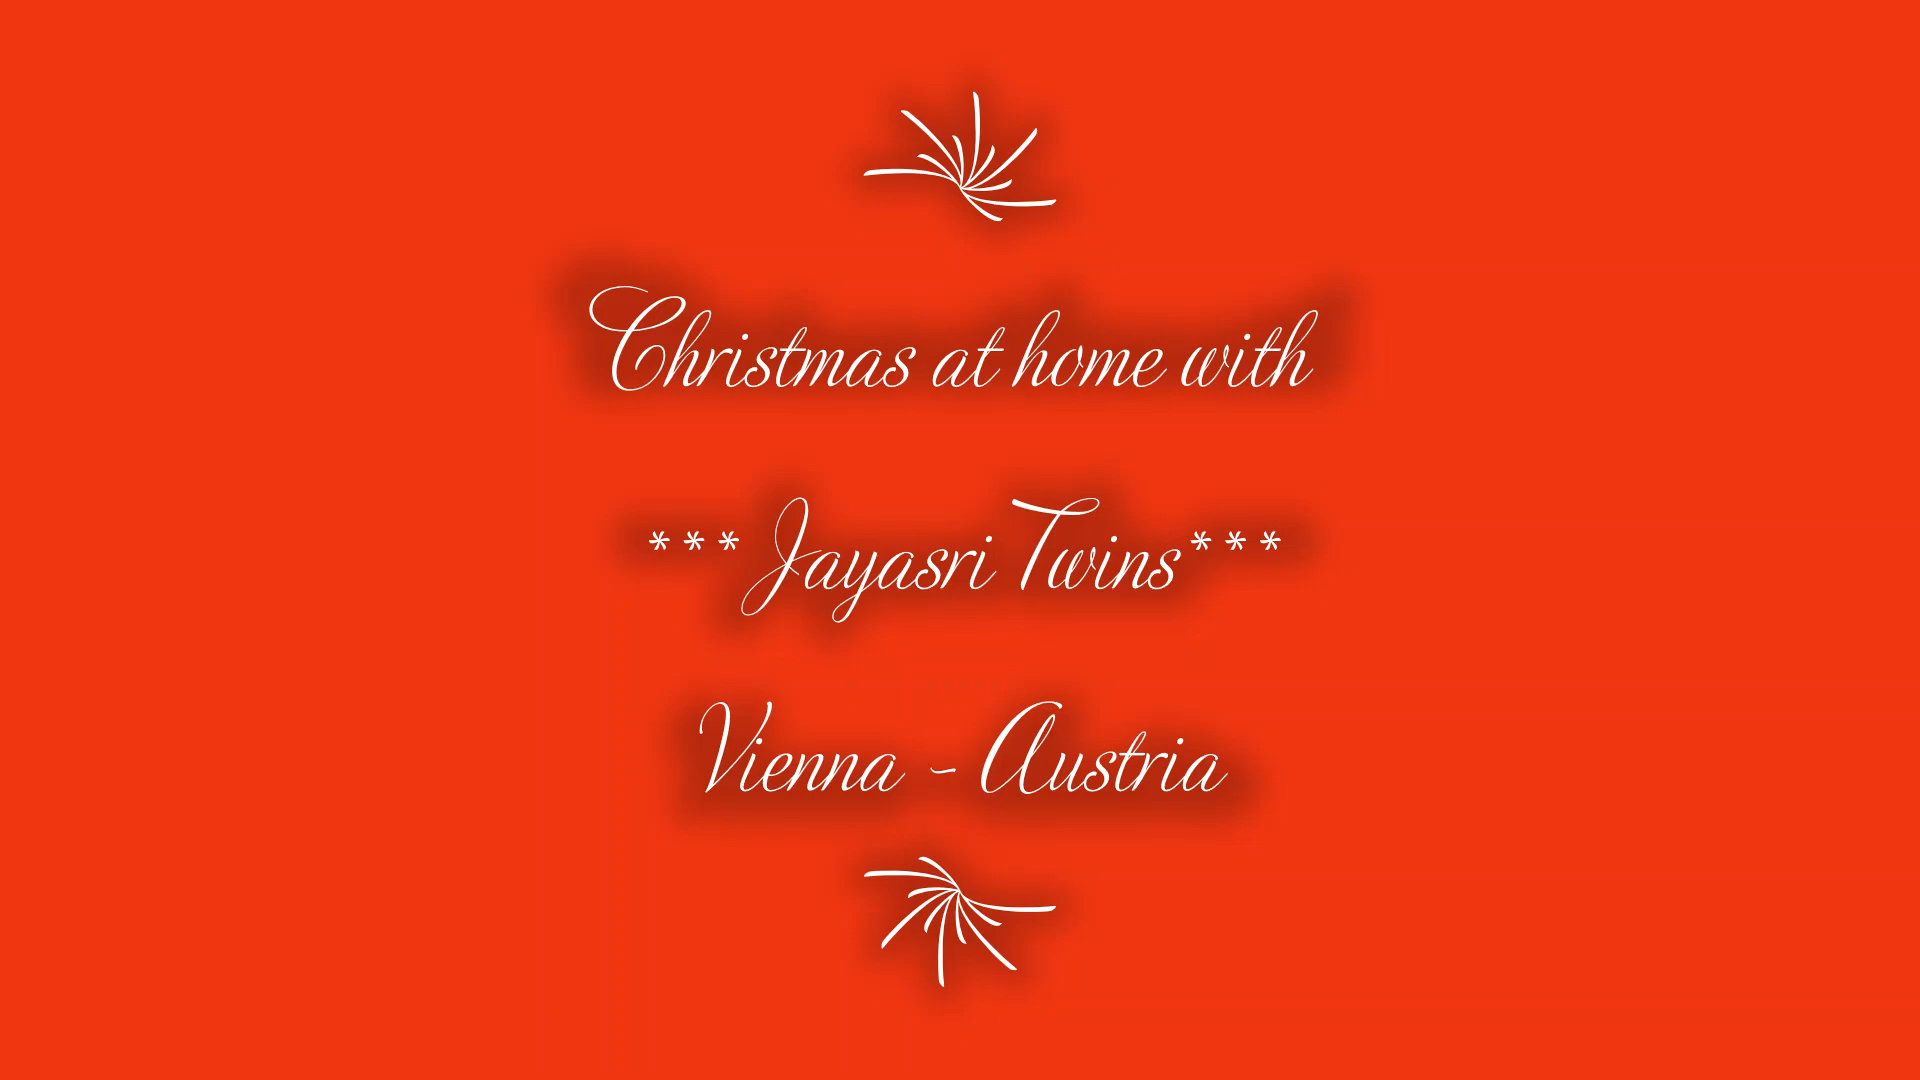 Christmas at home with
*** Jayasri Twins***
Vienna - Austria